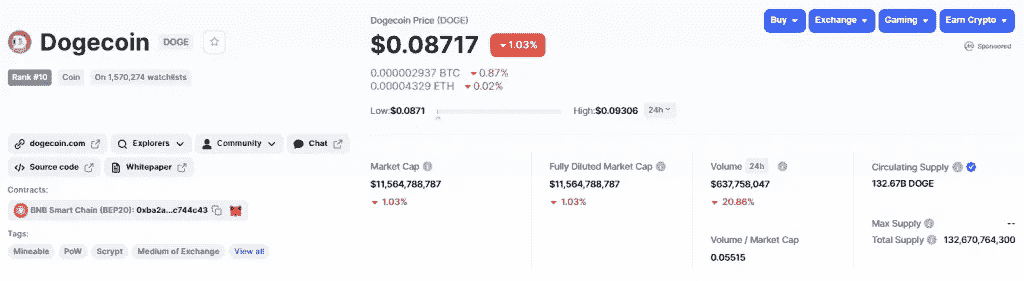 Dogecoin DOGE
Rank #10 Coin On 1,570,274 watchlists
dogecoin.com Explorers Community Chat
Source code Whitepaper
Contracts:
BNB Smart Chain (BEP20): 0xba2a...c744c43
Tags:
Mineable PoW Scrypt Medium of Exchange View all
Dogecoin Price (DOGE)
$0.08717 1.03%
0.000002937 BTC 0.87%
0.00004329 ETH 0.02%
Low:$0.0871 High:$0.09306 24h
Buy Exchange Gaming Earn Crypto
Sponsored
Market Cap
$11,564,788,787
1.03%
Fully Diluted Market Cap
$11,564,788,787
1.03%
Volume 24h
$637,758,047
20.86%
Volume / Market Cap
0.05515
Circulating Supply
132.67B DOGE
Max Supply --
Total Supply 132,670,764,300